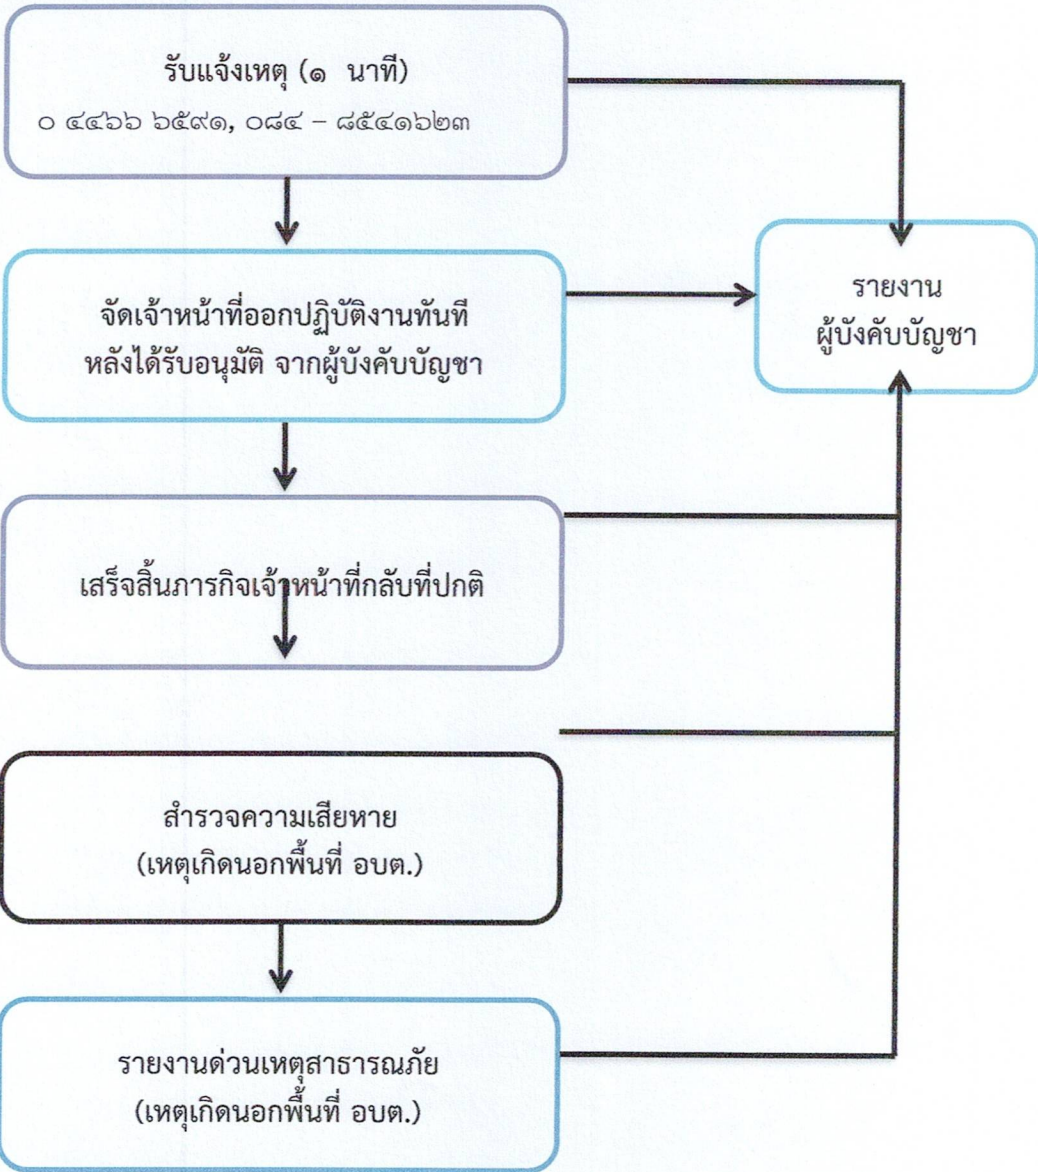 รับแจ้งเหตุ (๑ นาที)
๐ ๔๔๖๖ ๖๕๙๑, ๐๘๔ – ๘๕๔๑๖๒๓
จัดเจ้าหน้าที่ออกปฏิบัติงานทันที
หลังได้รับอนุมัติ จากผู้บังคับบัญชา
รายงาน
ผู้บังคับบัญชา
เสร็จสิ้นภารกิจเจ้าหน้าที่กลับที่ปกติ
สำรวจความเสียหาย
(เหตุเกิดนอกพื้นที่ อบต.)
รายงานด่วนเหตุสาธารณภัย
(เหตุเกิดนอกพื้นที่ อบต.)